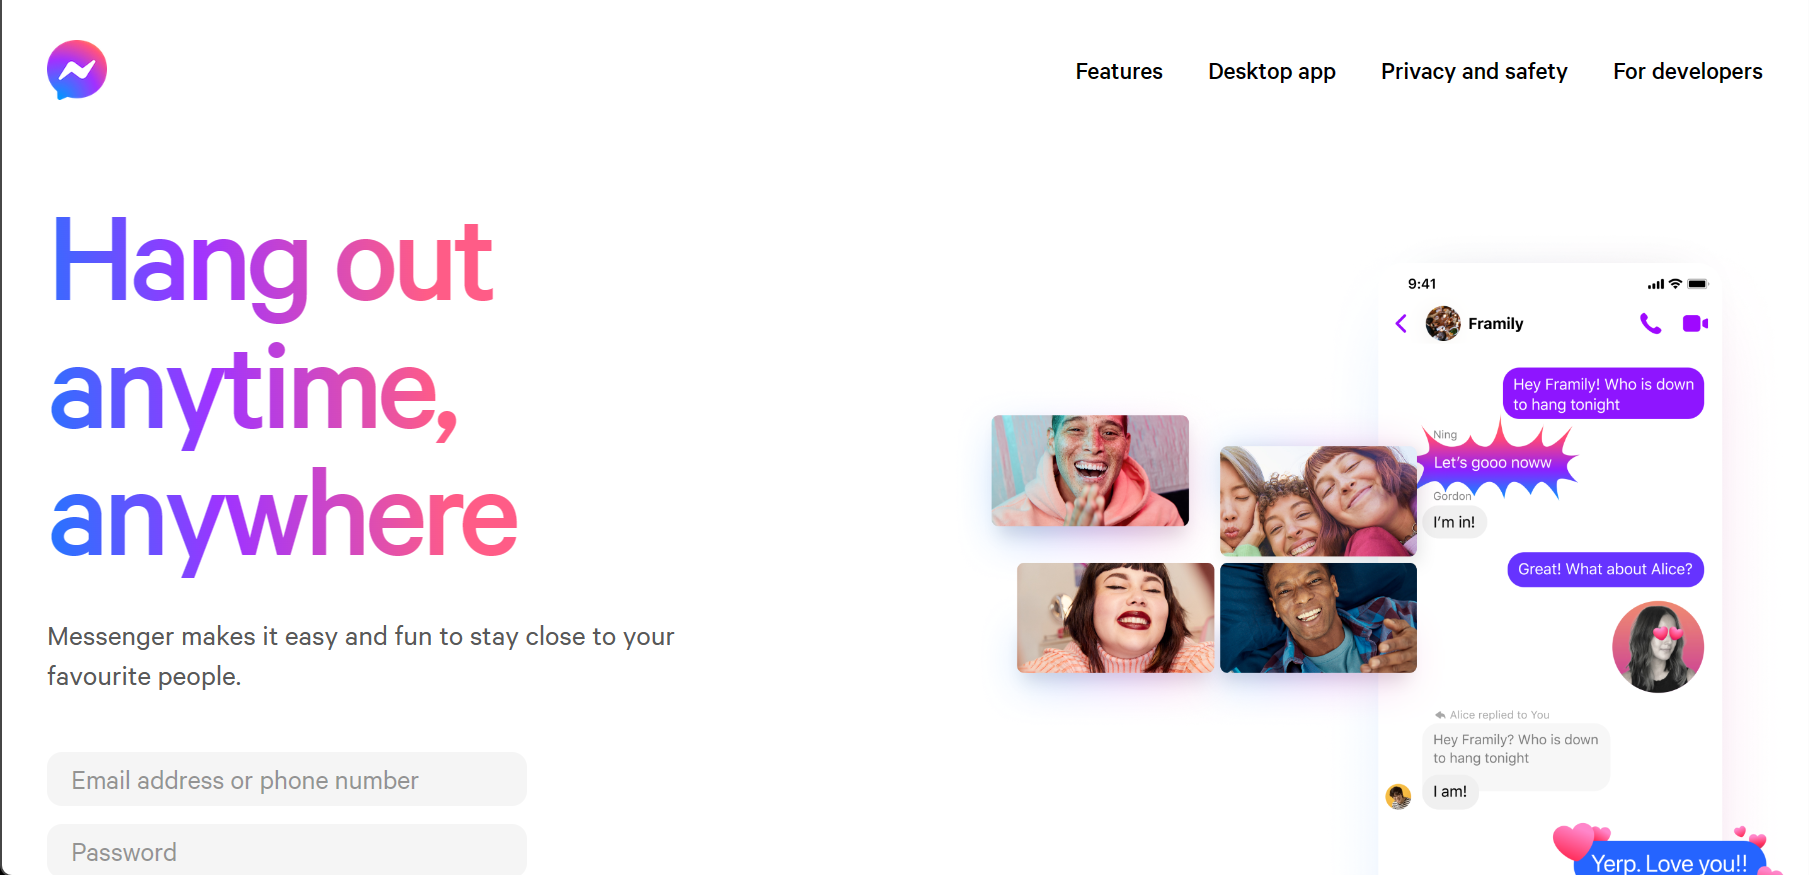 Features
Desktop app
Privacy and safety
For developers
Hang out
anytime,
anywhere
Messenger makes it easy and fun to stay close to your
favourite people.
Email address or phone number
Password
9:41
Framily
Hey Framily! Who is down
to hang tonight
Ning
Let's gooo noww
Gordon
I'm in!
Great! What about Alice?
Alice replied to You
Hey Framily? Who is down
to hang tonight
I am!
Yerp. Love you!!